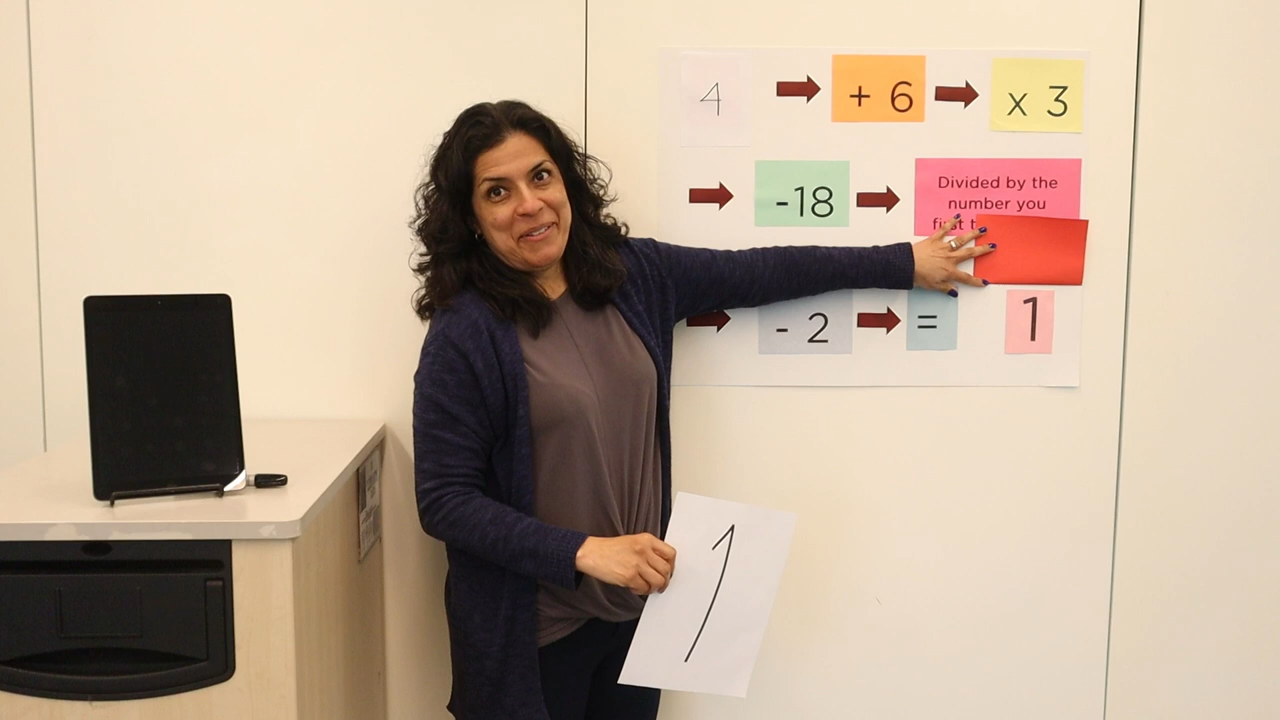 4 + 6 x 3
-18 Divided by the
number you
- 2 = 1
1